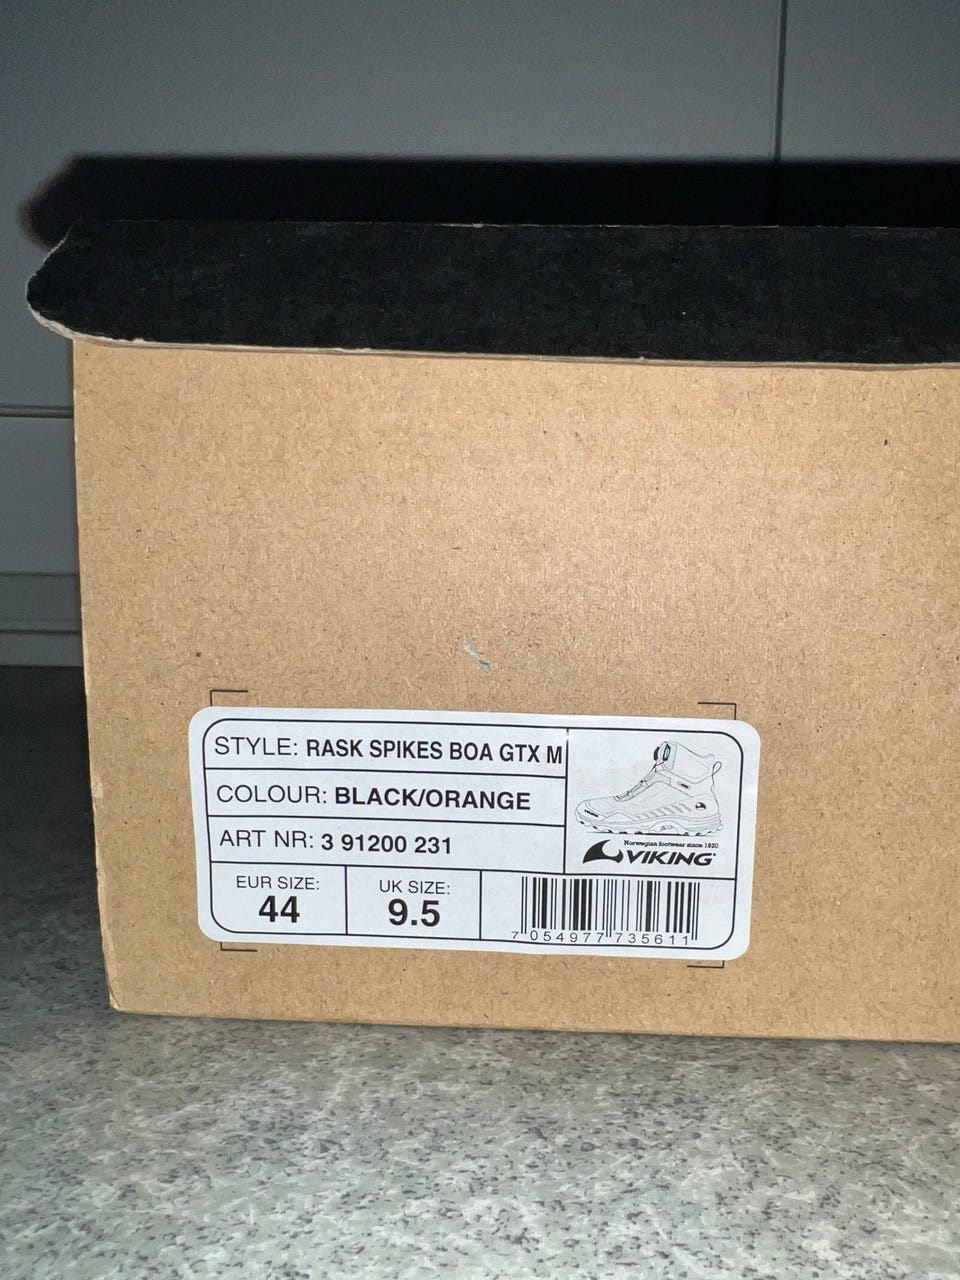 STYLE: RASK SPIKES BOA GTX M
COLOUR: BLACK/ORANGE
ART NR: 3 91200 231
Norwegian footwear since 1920
VIKING
EUR SIZE:
44
UK SIZE:
9.5
7 054977 735611